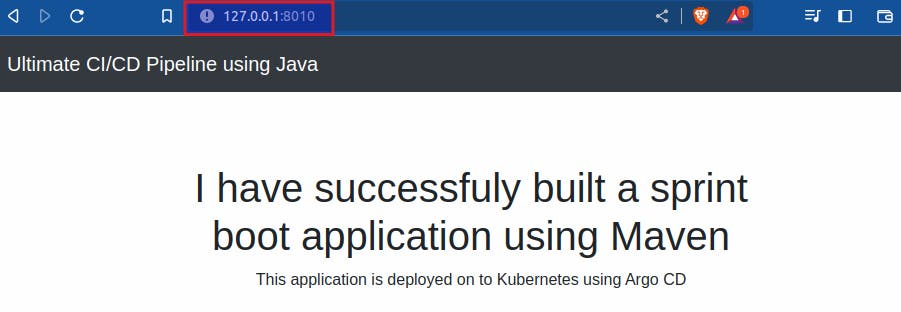 127.0.0.1:8010
1
Ultimate CI/CD Pipeline using Java
I have successfuly built a sprint
boot application using Maven
This application is deployed on to Kubernetes using Argo CD